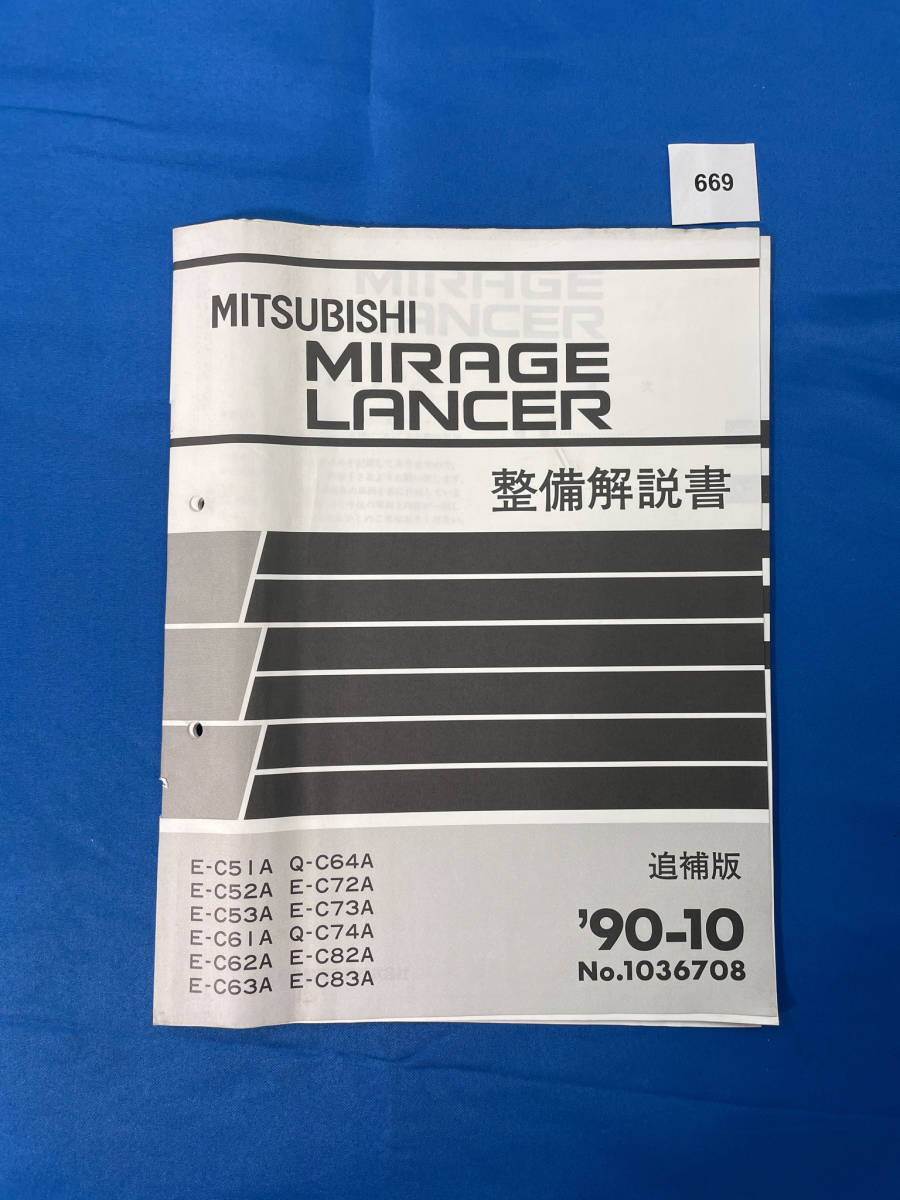 669
MITSUBISHI
MIRAGE
LANCER
整備解説書
E-C51A Q-C64A
E-C52A E-C72A
E-C53A E-C73A
E-C61A Q-C74A
E-C62A E-C82A
E-C63A E-C83A
追補版
'90-10
No.1036708